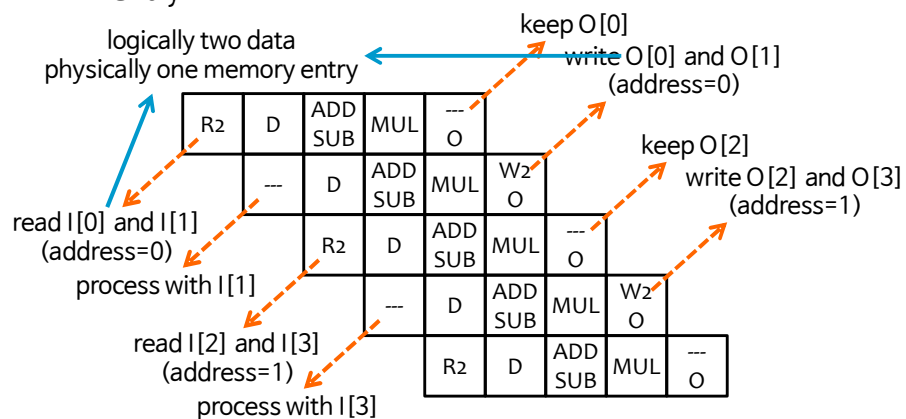 keep O[0]
logically two data
physically one memory entry
write O[0] and O[1]
(address=0)
R2 D ADD SUB MUL --- O
keep O[2]
--- D ADD SUB MUL W2 O
write O[2] and O[3]
(address=1)
read I[0] and I[1]
(address=0)
R2 D ADD SUB MUL --- O
process with I[1]
--- D ADD SUB MUL W2 O
read I[2] and I[3]
(address=1)
R2 D ADD SUB MUL --- O
process with I[3]